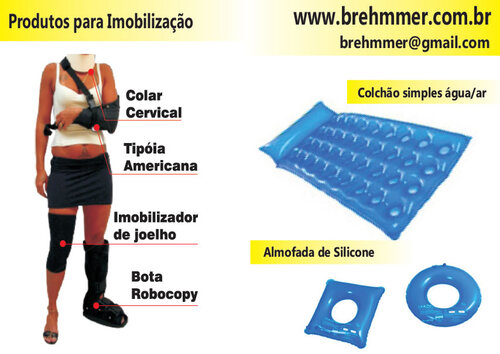 Produtos para Imobilização
www.brehmmer.com.br
brehmmer@gmail.com
Colar
Cervical
Tipóia
Americana
Imobilizador
de joelho
Bota
Robocopy
Colchão simples água/ar
Almofada de Silicone